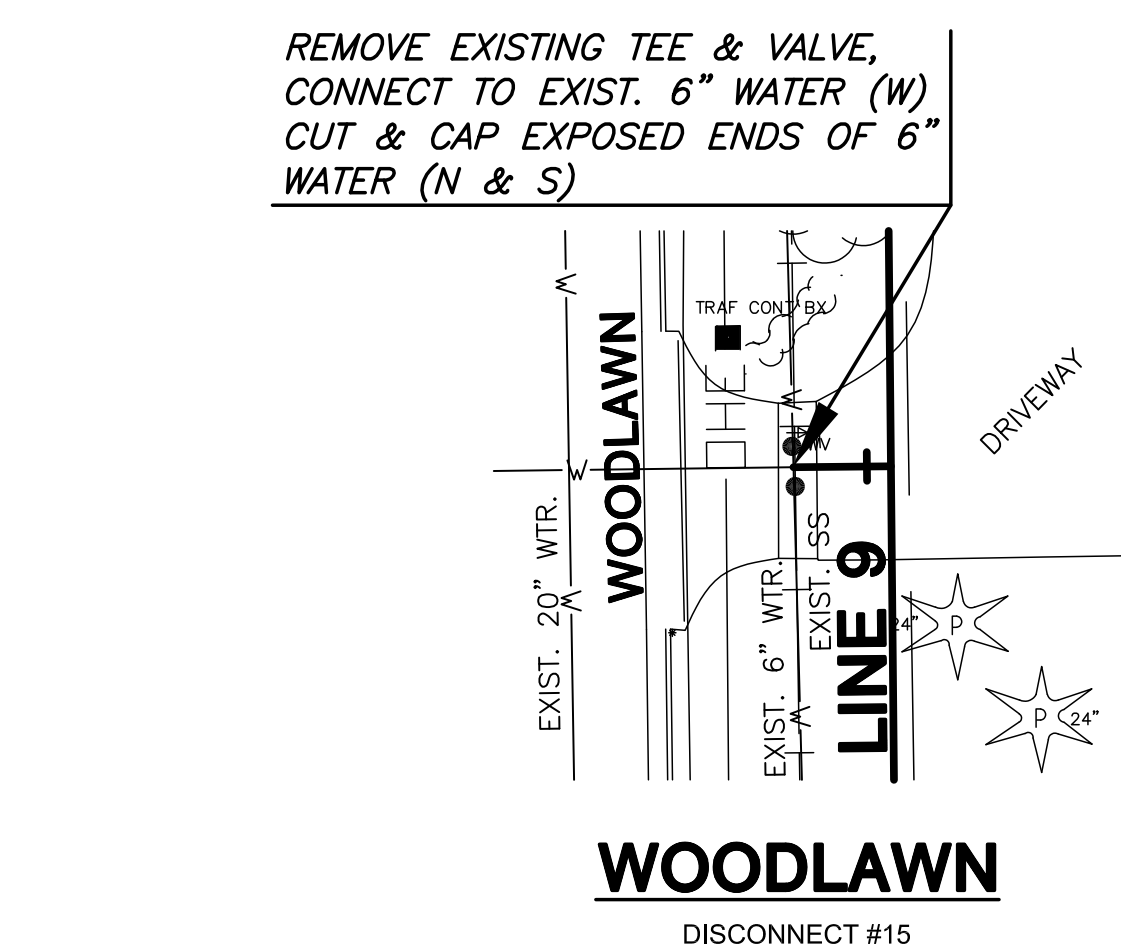 REMOVE EXISTING TEE & VALVE,
CONNECT TO EXIST. 6" WATER (W)
CUT & CAP EXPOSED ENDS OF 6"
WATER (N & S)
TRAF CONT BX
WOODLAWN
W
W
W
W
W
WV
DRIVEWAY
EXIST. 20" WTR.
EXIST. 6" WTR.
EXIST. SS
LINE 9
24"
P
P
24"
WOODLAWN
DISCONNECT #15